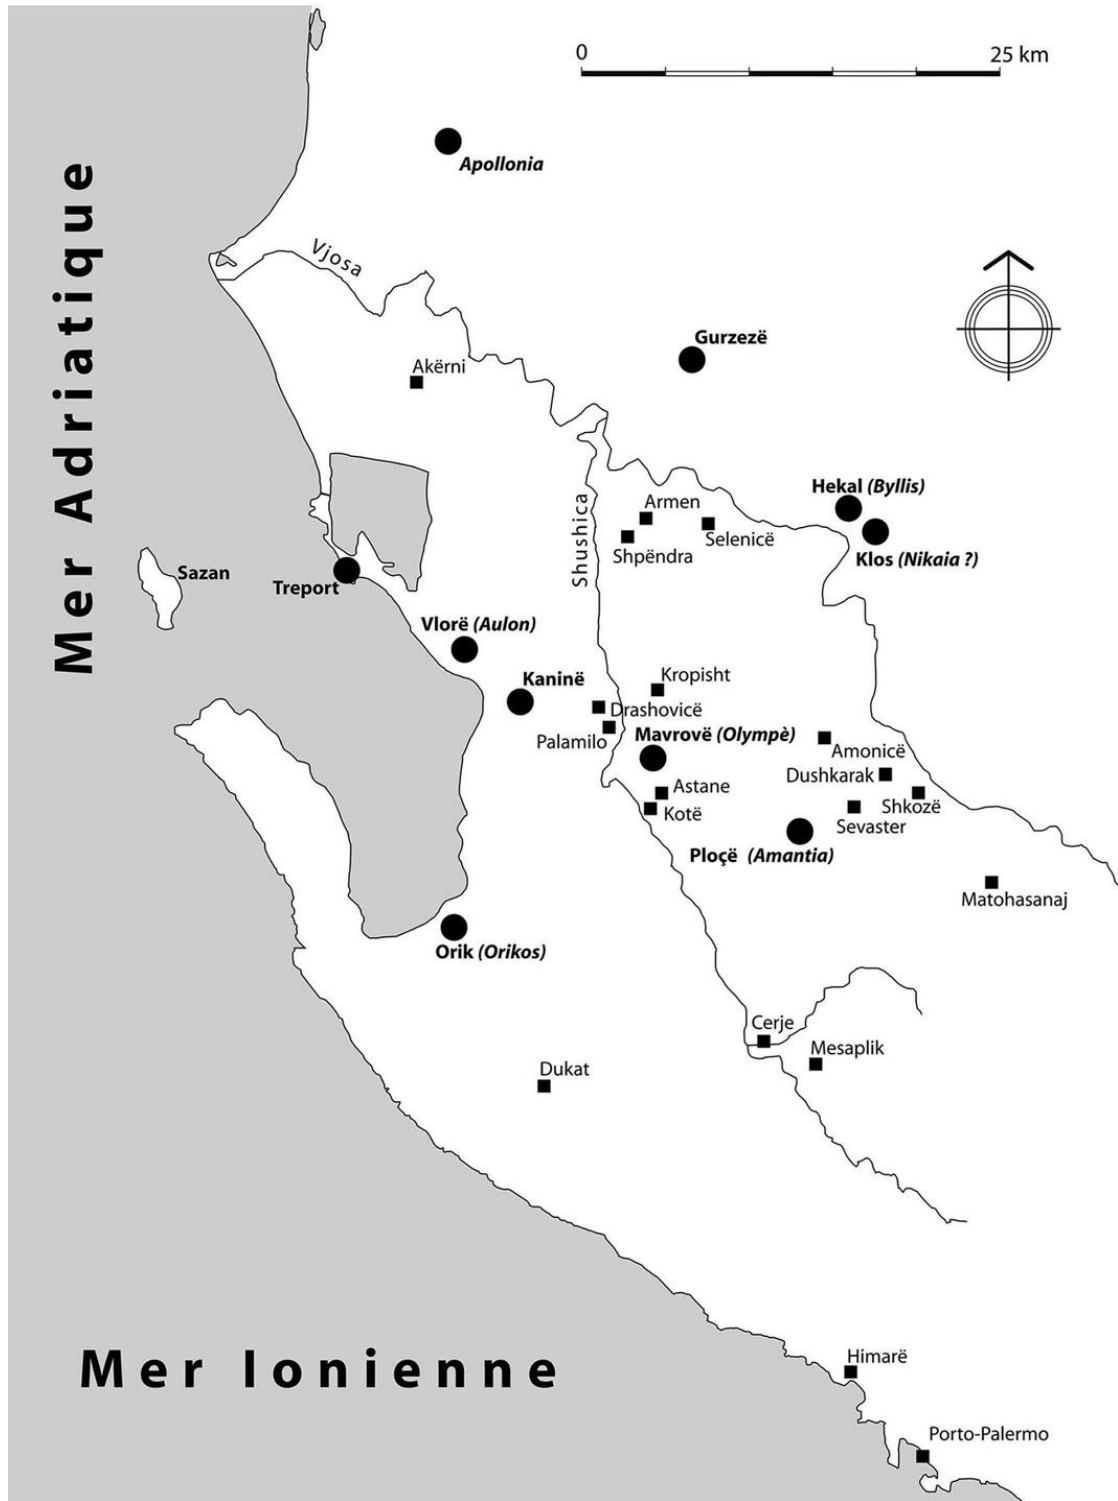 0 25 km
Apollonia
Mer Adriatique
Vjosa
Gurzezë
Akërni
Hekal (Byllis)
Armen
Shushica
Selenicë
Shpëndra
Klos (Nikaia ?)
Sazan
Treport
Vlorë (Aulon)
Kropisht
Kaninë
Drashovicë
Mavrovë (Olympè)
Palamilo
Amonicë
Dushkarak
Astane
Shkozë
Kotë
Sevaster
Ploçë (Amantia)
Matohasanaj
Orik (Orikos)
Cerje
Mesaplik
Dukat
Himarë
Mer Ionienne
Porto-Palermo